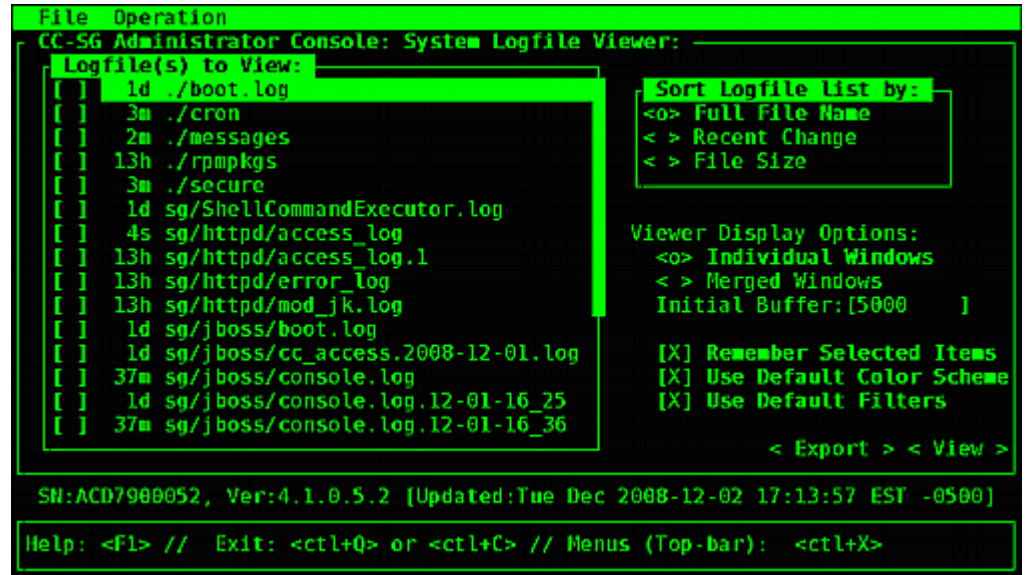 File Operation
CC-SG Administrator Console: System Logfile Viewer:
Logfile(s) to View:
[ ] 1d ./boot.log
[ ] 3m ./cron
[ ] 2m ./messages
[ ] 13h ./rpmpkgs
[ ] 3m ./secure
[ ] 1d sg/ShellCommandExecutor.log
[ ] 4s sg/httpd/access_log
[ ] 13h sg/httpd/access_log.1
[ ] 13h sg/httpd/error_log
[ ] 13h sg/httpd/mod_jk.log
[ ] 1d sg/jboss/boot.log
[ ] 1d sg/jboss/cc_access.2008-12-01.log
[ ] 37m sg/jboss/console.log
[ ] 1d sg/jboss/console.log.12-01-16_25
[ ] 37m sg/jboss/console.log.12-01-16_36
Sort Logfile list by:
<o> Full File Name
< > Recent Change
< > File Size
Viewer Display Options:
<o> Individual Windows
< > Merged Windows
Initial Buffer:[5000 ]
[X] Remember Selected Items
[X] Use Default Color Scheme
[X] Use Default Filters
< Export > < View >
SN:ACD7900052, Ver:4.1.0.5.2 [Updated:Tue Dec 2008-12-02 17:13:57 EST -0500]
Help: <F1> // Exit: <ctl+Q> or <ctl+C> // Menus (Top-bar): <ctl+X>